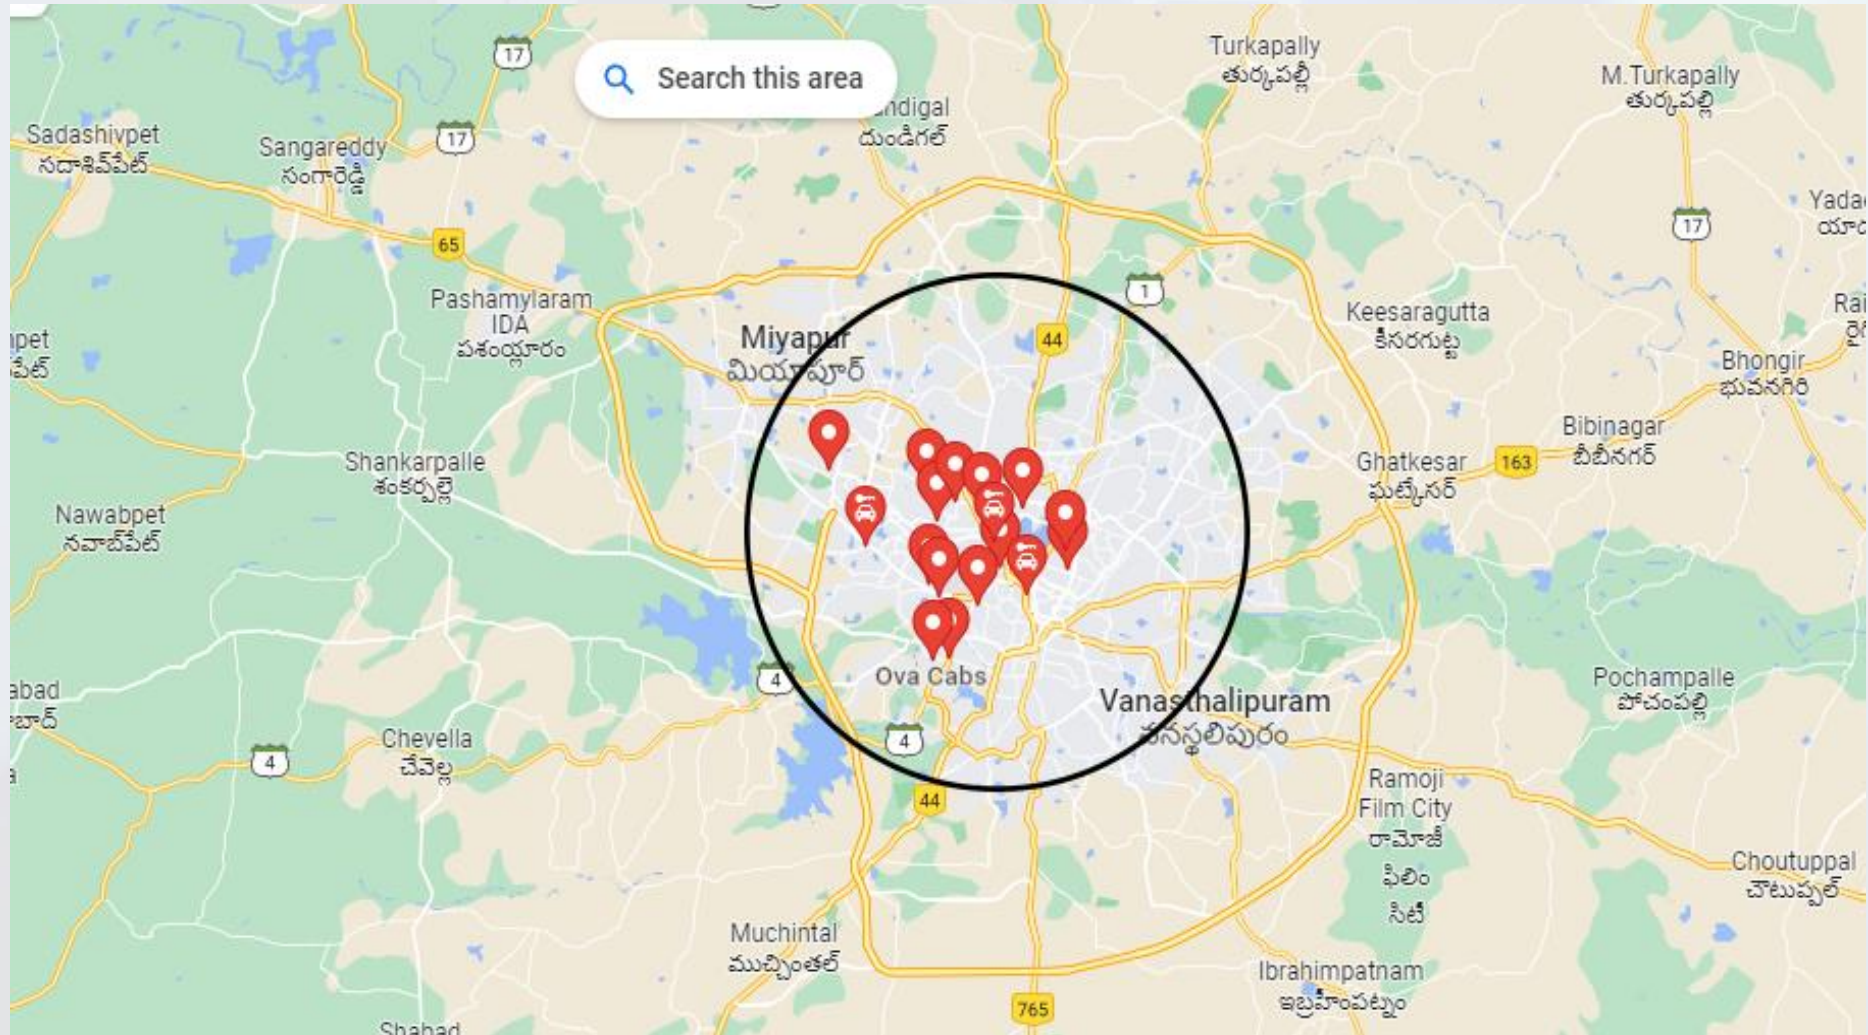 Search this area
17
Turkapally
తుర్కపల్లీ
M.Turkapally
తుర్కపల్లి
ndigal
దుండిగల్
Sadashivpet
సదాశివ్‌పేట్
17
Sangareddy
సంగారెడ్డి
65
17
Pashamylaram
IDA
పశంయ్లారం
Miyapur
మియాపూర్
1
44
Keesaragutta
కీసరగుట్ట
Bhongir
భువనగిరి
Bibinagar
బీబీనగర్
163
Ghatkesar
ఘట్కేసర్
Shankarpalle
శంకర్పల్లె
Nawabpet
నవాబ్‌పేట్
Ova Cabs
4
Vanasthalipuram
వనస్థలిపురం
Pochampalle
పోచంపల్లి
4
Chevella
చేవెల్ల
4
44
Ramoji
Film City
రామోజీ
ఫిలిం
సిటీ
Choutuppal
చౌటుప్పల్
Muchintal
ముచ్చింతల్
Ibrahimpatnam
ఇబ్రహీంపట్నం
765
Shabad